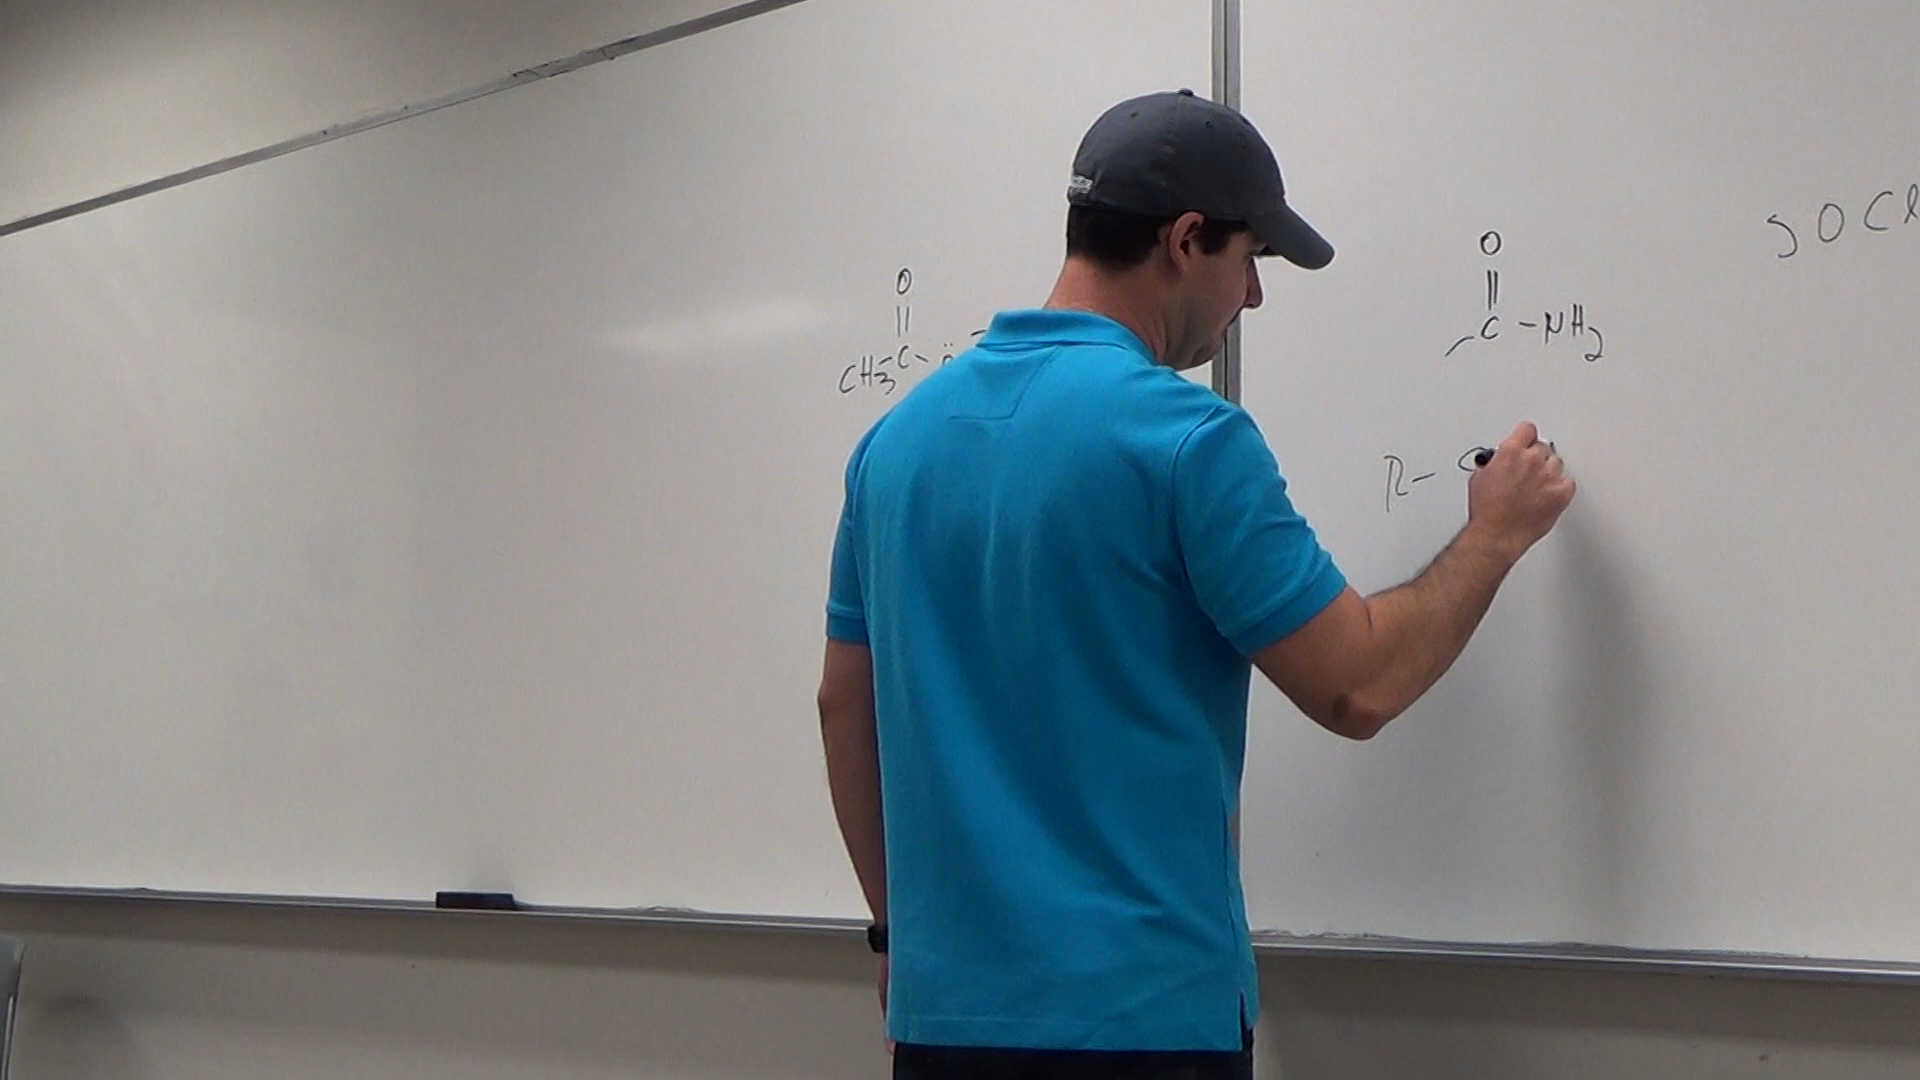 O
||
CH3-C-Ö
O
||
C-NH2
R- C
SOCl